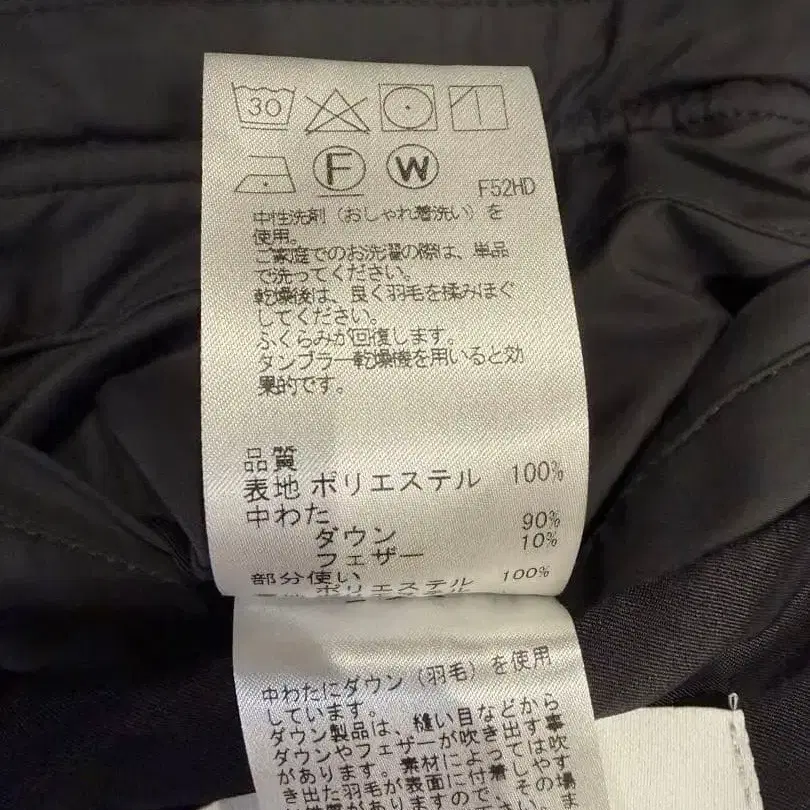 30
F W
F52HD
中性洗剤(おしゃれ着洗い)を
使用。
ご家庭でのお洗濯の際は、単品
で洗ってください。
乾燥後は、良く羽毛を揉みほぐ
してください。
ふくらみが回復します。
タンブラー乾燥機を用いると効
果的です。
品質
表地 ポリエステル 100%
中わた
ダウン 90%
フェザー 10%
部分使い
ポリエステル 100%
中わたにダウン(羽毛)を使用
しています。
ダウン製品は、縫い目などから
ダウンやフェザーが吹き出す事
があります。素材によっては吹
き出た羽毛が表面に付着しやす